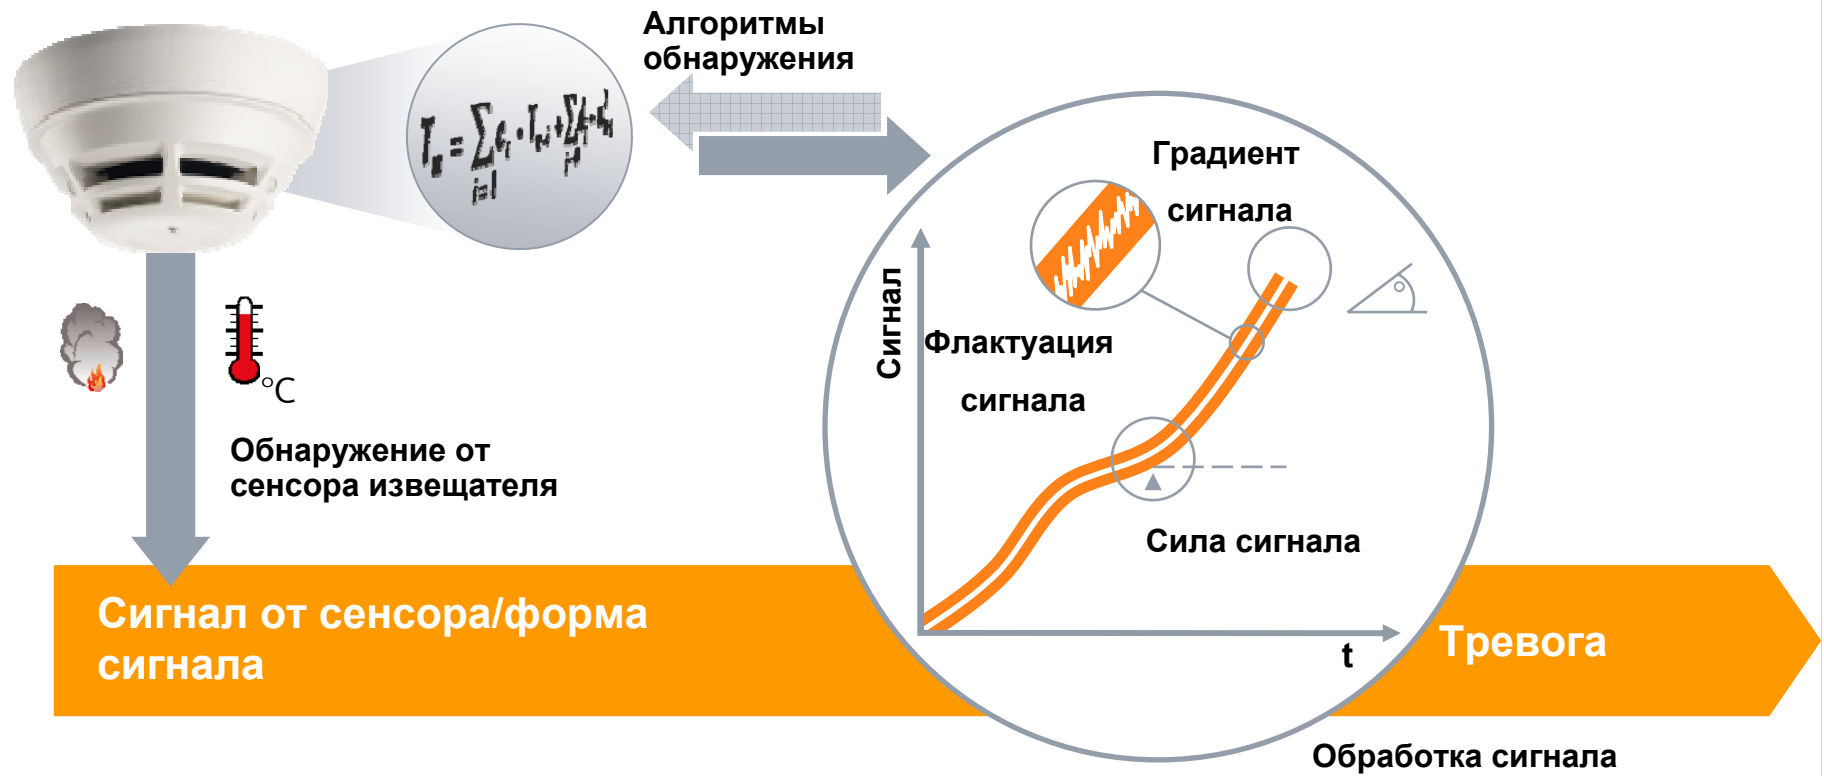 Алгоритмы
обнаружения
Градиент
сигнала
Сигнал
Флактуация
сигнала
°C
Обнаружение от
сенсора извещателя
Сила сигнала
Сигнал от сенсора/форма
сигнала
t
Тревога
Обработка сигнала